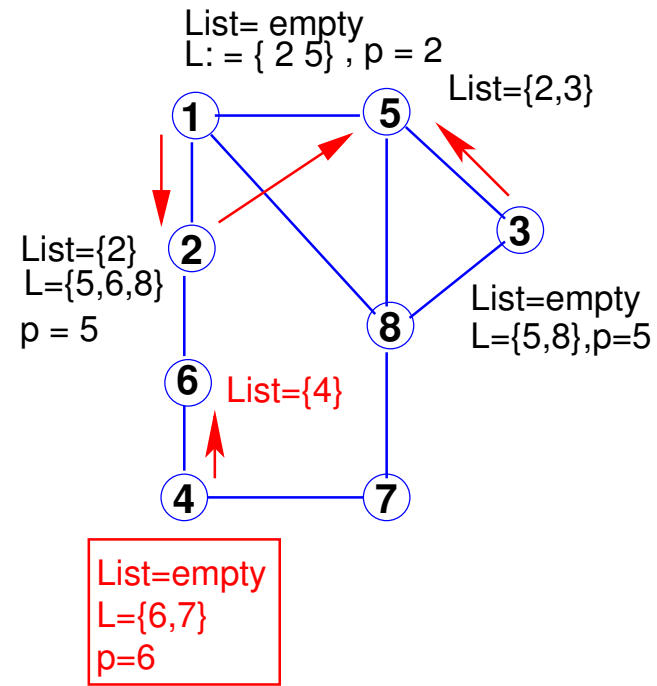 List= empty
L: = { 2 5} , p = 2
List={2,3}
1
5
3
List={2}
L={5,6,8}
p = 5
2
List=empty
L={5,8},p=5
8
6
List={4}
4
7
List=empty
L={6,7}
p=6